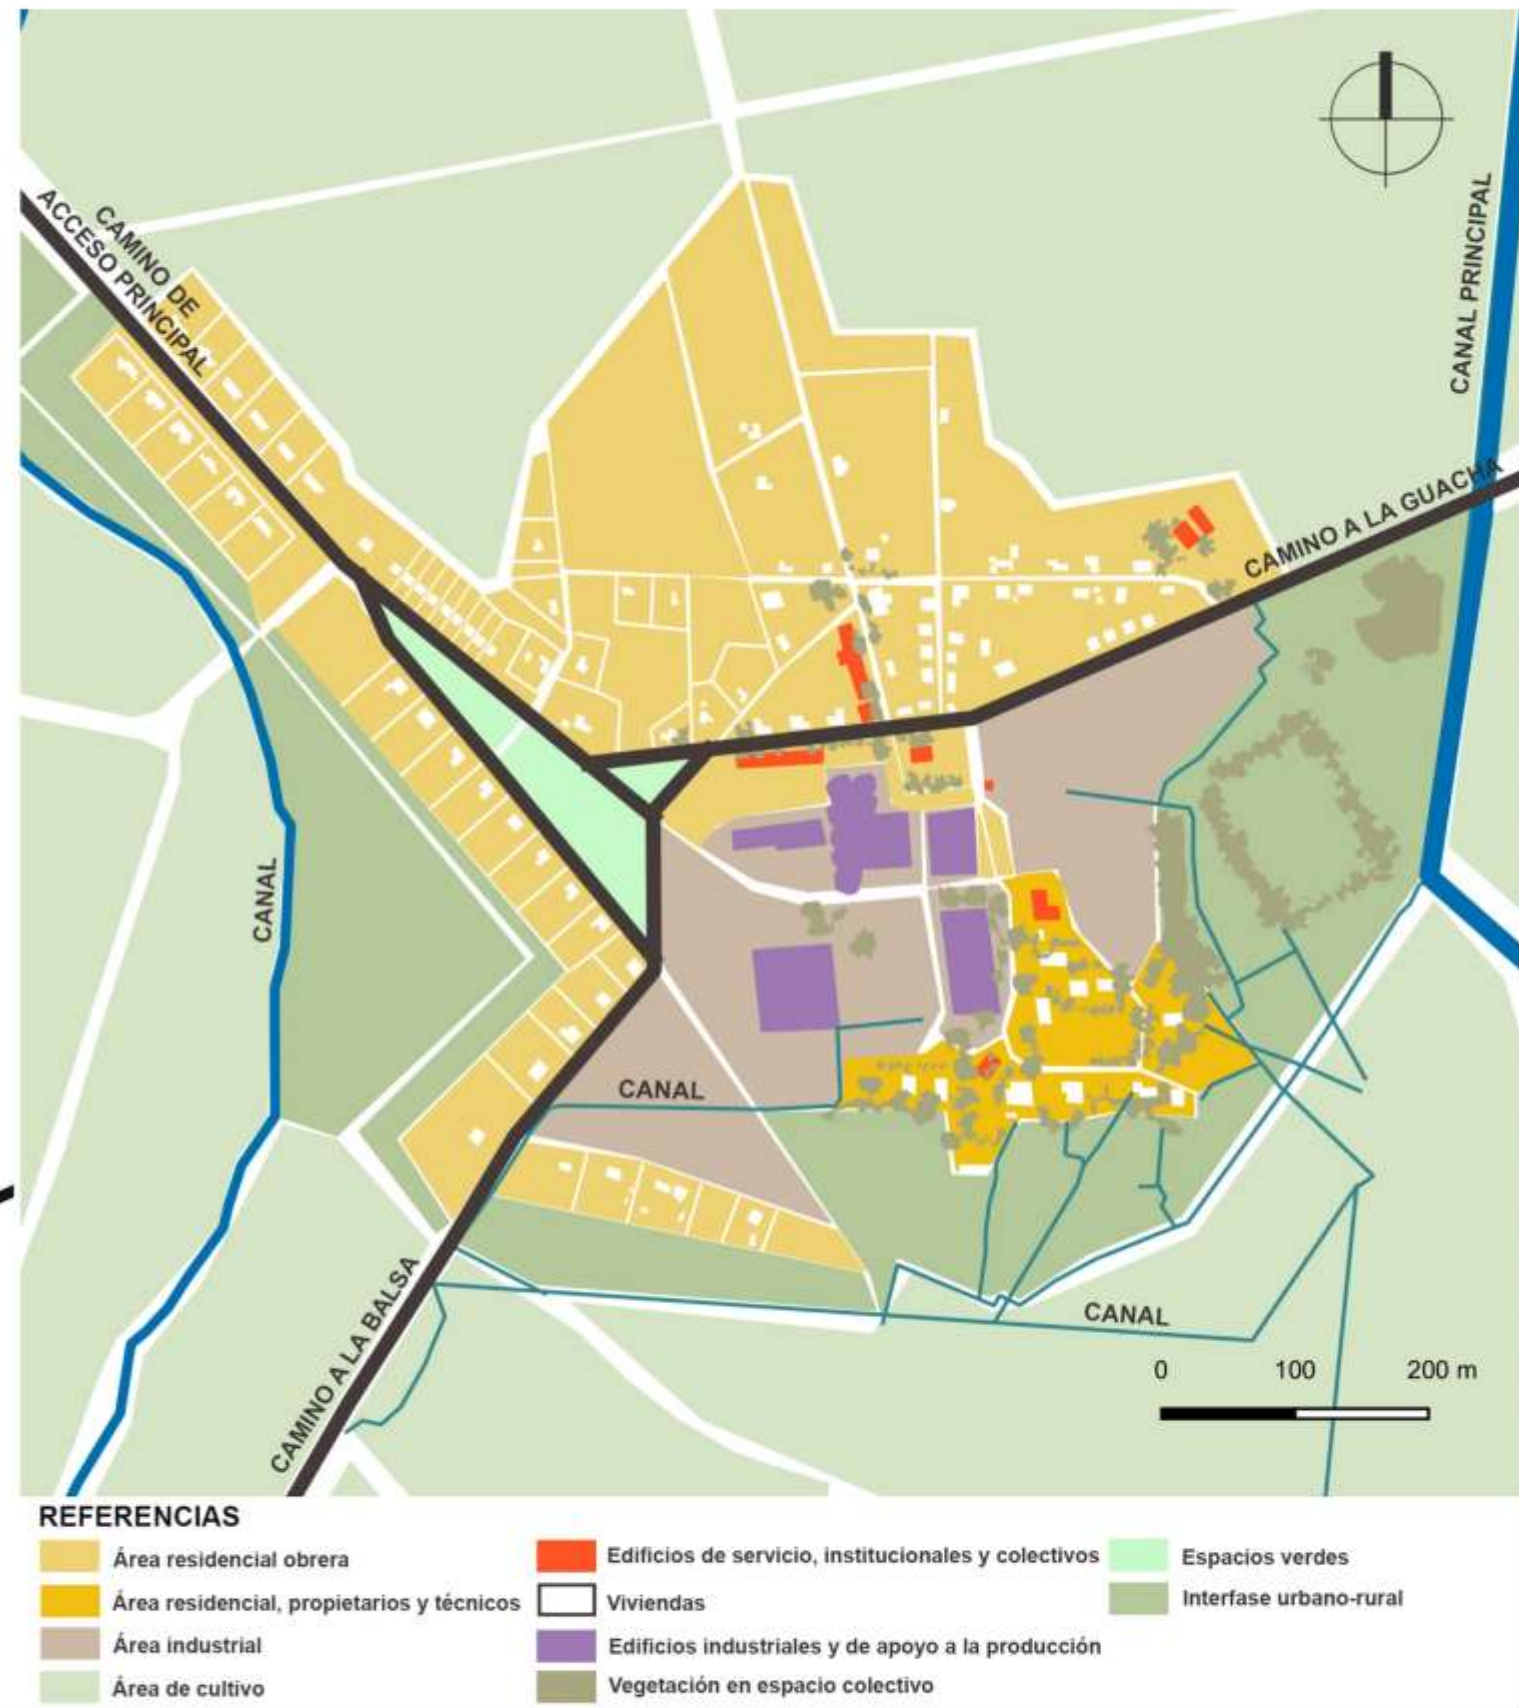 CAMINO DE
ACCESO PRINCIPAL
CANAL PRINCIPAL
CAMINO A LA GUACHA
CANAL
CANAL
CAMINO A LA BALSA
CANAL
0 100 200 m
REFERENCIAS
Área residencial obrera
Área residencial, propietarios y técnicos
Área industrial
Área de cultivo
Edificios de servicio, institucionales y colectivos
Viviendas
Edificios industriales y de apoyo a la producción
Vegetación en espacio colectivo
Espacios verdes
Interfase urbano-rural